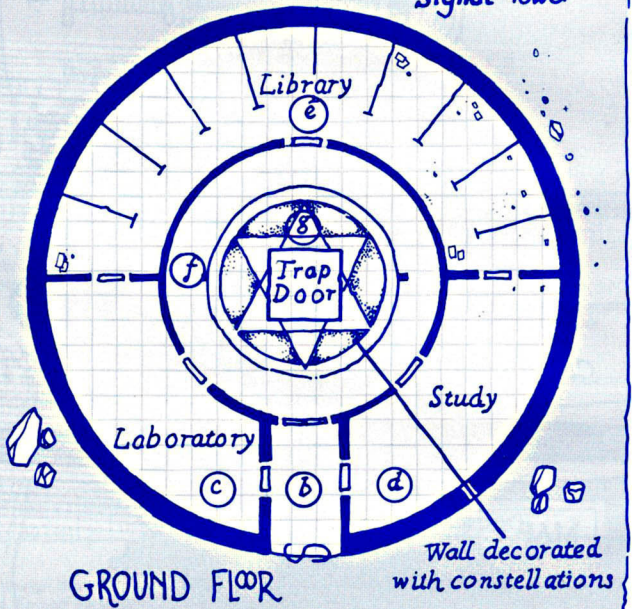 Library
e
g
f
Trap
Door
Study
Laboratory
c
b
d
Wall decorated
with constellations
GROUND FLOOR